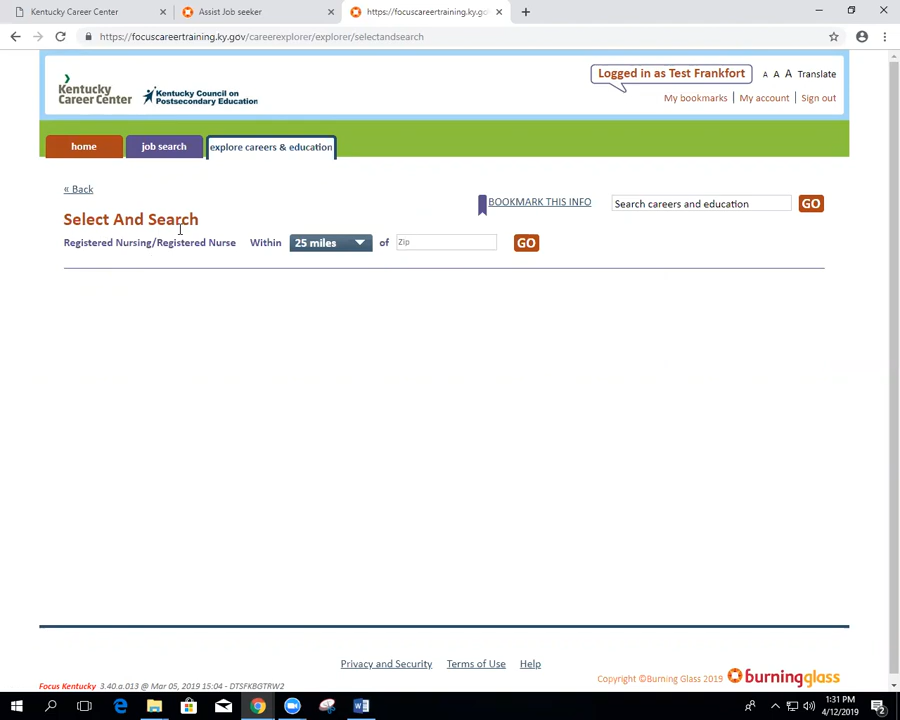 Kentucky Career Center
Assist Job seeker
https://focuscareertraining.ky.go
https://focuscareertraining.ky.gov/careerexplorer/explorer/selectandsearch
Kentucky
Career Center
Kentucky Council on
Postsecondary Education
Logged in as Test Frankfort
A A A Translate
My bookmarks | My account | Sign out
home
job search
explore careers & education
« Back
BOOKMARK THIS INFO
Search careers and education
GO
Select And Search
Registered Nursing/Registered Nurse Within 25 miles of Zip GO
Privacy and Security | Terms of Use | Help
Copyright ©Burning Glass 2019 burningglass
Focus Kentucky 3.40.a.013 @ Mar 05, 2019 15:04 - DTSFKBGTRW2
1:31 PM
4/12/2019
2